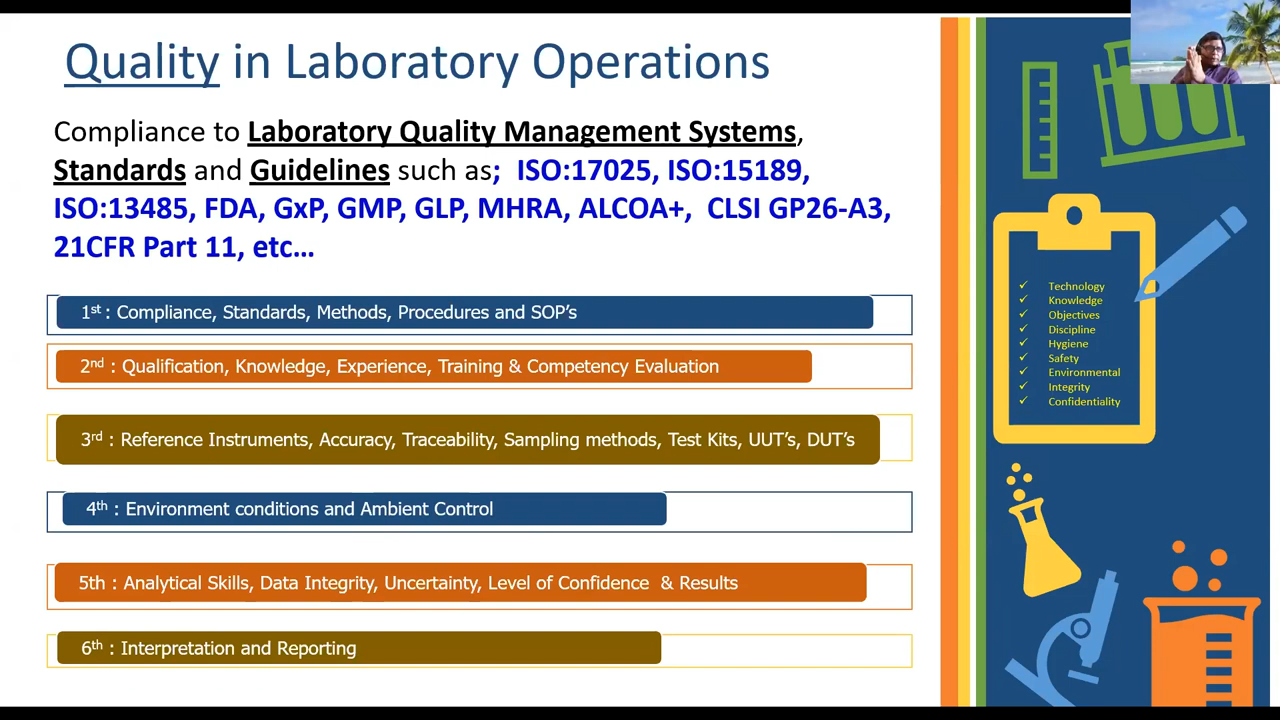 Quality in Laboratory Operations
Compliance to Laboratory Quality Management Systems,
Standards and Guidelines such as; ISO:17025, ISO:15189,
ISO:13485, FDA, GxP, GMP, GLP, MHRA, ALCOA+, CLSI GP26-A3,
21CFR Part 11, etc…
1st : Compliance, Standards, Methods, Procedures and SOP’s
2nd : Qualification, Knowledge, Experience, Training & Competency Evaluation
3rd : Reference Instruments, Accuracy, Traceability, Sampling methods, Test Kits, UUT’s, DUT’s
4th : Environment conditions and Ambient Control
5th : Analytical Skills, Data Integrity, Uncertainty, Level of Confidence & Results
6th : Interpretation and Reporting
✓ Technology
✓ Knowledge
✓ Objectives
✓ Discipline
✓ Hygiene
✓ Safety
✓ Environmental
✓ Integrity
✓ Confidentiality